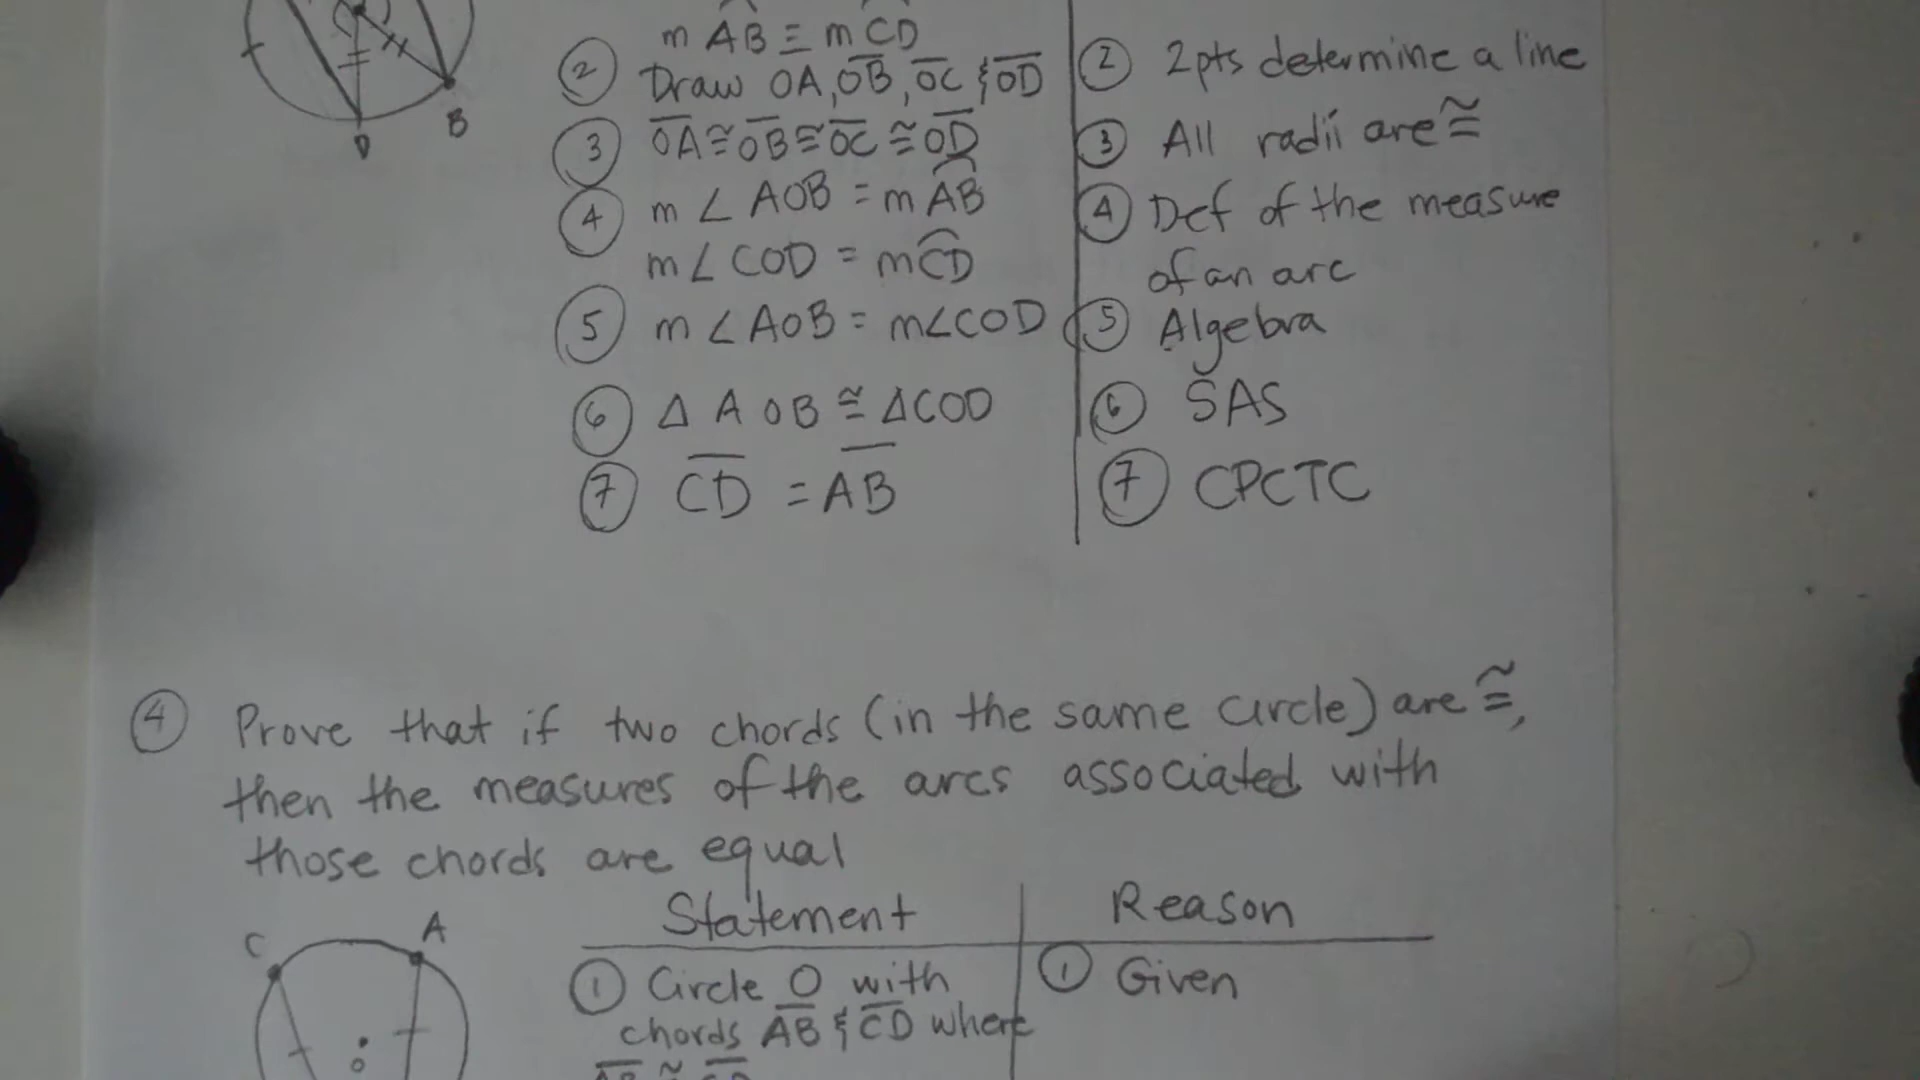 m AB ≅ m CD
② Draw OA, OB, OC & OD
② 2pts determine a line
③ OA ≅ OB ≅ OC ≅ OD
③ All radii are ≅
④ m ∠ AOB = m AB
④ Def of the measure
m ∠ COD = m CD
of an arc
⑤ m ∠ AOB = m∠COD
⑤ Algebra
⑥ Δ AOB ≅ ΔCOD
⑥ SAS
⑦ CD = AB
⑦ CPCTC
D
B
④ Prove that if two chords (in the same circle) are ≅,
then the measures of the arcs associated with
those chords are equal
Statement
Reason
① Circle O with
① Given
chords AB & CD where
C
A
O